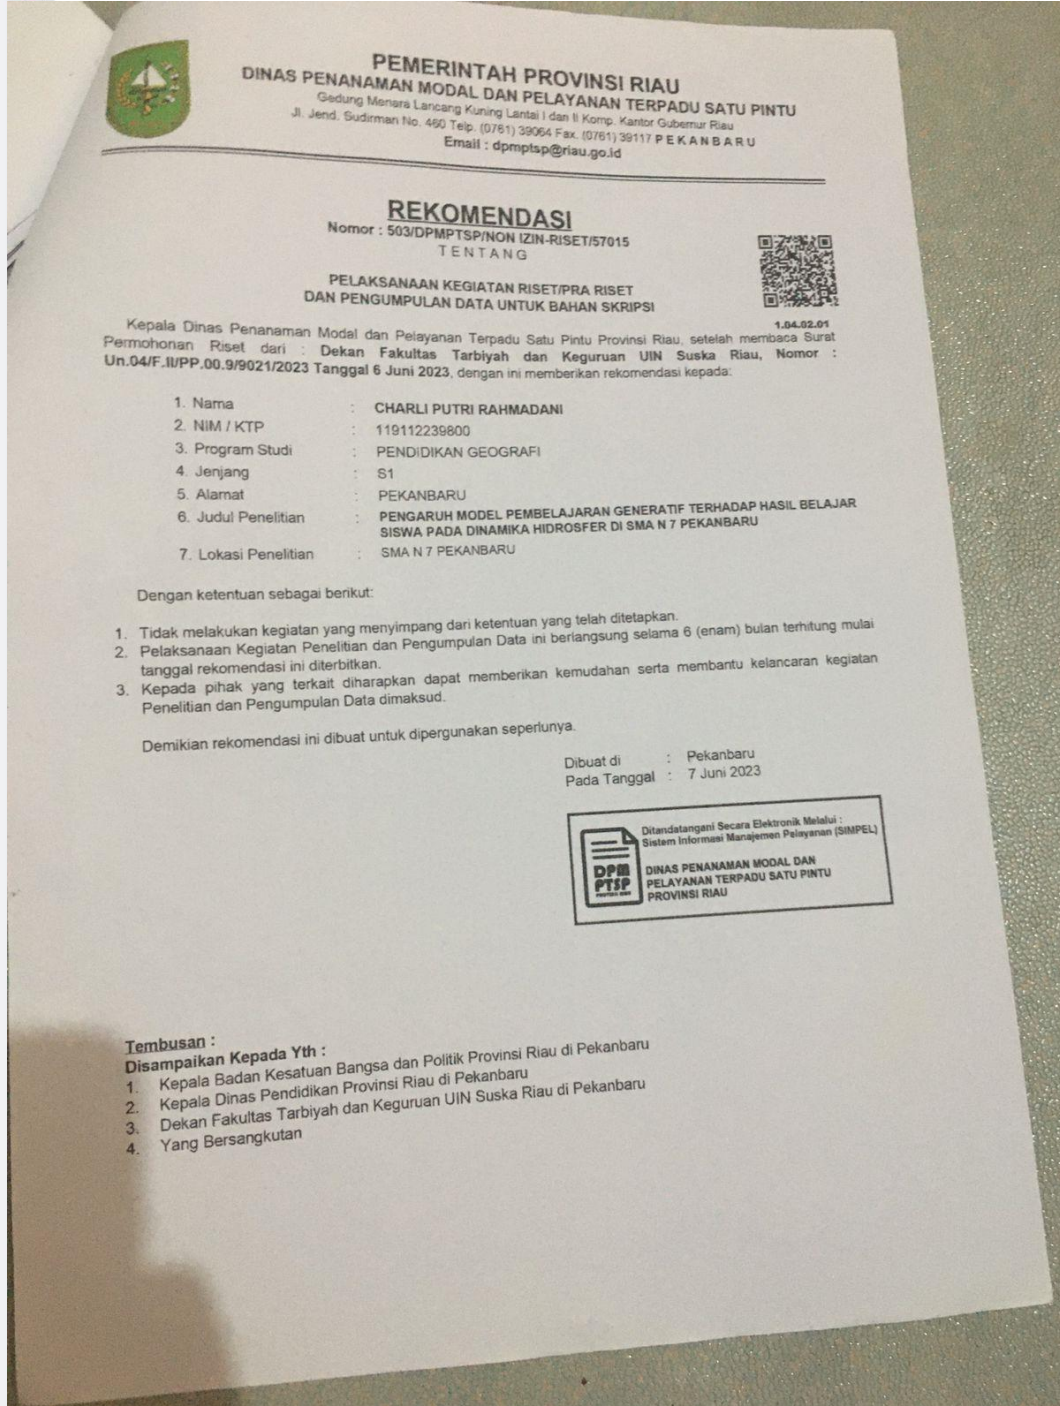 PEMERINTAH PROVINSI RIAU
DINAS PENANAMAN MODAL DAN PELAYANAN TERPADU SATU PINTU
Gedung Menara Lancang Kuning Lantai I dan II Komp. Kantor Gubernur Riau
Jl. Jend. Sudirman No. 460 Telp. (0761) 39064 Fax. (0761) 39117 P E K A N B A R U
Email : dpmptsp@riau.go.id
REKOMENDASI
Nomor : 503/DPMPTSP/NON IZIN-RISET/57015
T E N T A N G
PELAKSANAAN KEGIATAN RISET/PRA RISET
DAN PENGUMPULAN DATA UNTUK BAHAN SKRIPSI
1.04.02.01
Kepala Dinas Penanaman Modal dan Pelayanan Terpadu Satu Pintu Provinsi Riau, setelah membaca Surat
Permohonan Riset dari : Dekan Fakultas Tarbiyah dan Keguruan UIN Suska Riau, Nomor :
Un.04/F.II/PP.00.9/9021/2023 Tanggal 6 Juni 2023, dengan ini memberikan rekomendasi kepada:
1. Nama : CHARLI PUTRI RAHMADANI
2. NIM / KTP : 119112239800
3. Program Studi : PENDIDIKAN GEOGRAFI
4. Jenjang : S1
5. Alamat : PEKANBARU
6. Judul Penelitian : PENGARUH MODEL PEMBELAJARAN GENERATIF TERHADAP HASIL BELAJAR
SISWA PADA DINAMIKA HIDROSFER DI SMA N 7 PEKANBARU
7. Lokasi Penelitian : SMA N 7 PEKANBARU
Dengan ketentuan sebagai berikut:
1. Tidak melakukan kegiatan yang menyimpang dari ketentuan yang telah ditetapkan.
2. Pelaksanaan Kegiatan Penelitian dan Pengumpulan Data ini berlangsung selama 6 (enam) bulan terhitung mulai
tanggal rekomendasi ini diterbitkan.
3. Kepada pihak yang terkait diharapkan dapat memberikan kemudahan serta membantu kelancaran kegiatan
Penelitian dan Pengumpulan Data dimaksud.
Demikian rekomendasi ini dibuat untuk dipergunakan seperlunya.
Dibuat di : Pekanbaru
Pada Tanggal : 7 Juni 2023
Ditandatangani Secara Elektronik Melalui :
Sistem Informasi Manajemen Pelayanan (SIMPEL)
DPM
PTSP
DINAS PENANAMAN MODAL DAN
PELAYANAN TERPADU SATU PINTU
PROVINSI RIAU
Tembusan :
Disampaikan Kepada Yth :
1. Kepala Badan Kesatuan Bangsa dan Politik Provinsi Riau di Pekanbaru
2. Kepala Dinas Pendidikan Provinsi Riau di Pekanbaru
3. Dekan Fakultas Tarbiyah dan Keguruan UIN Suska Riau di Pekanbaru
4. Yang Bersangkutan